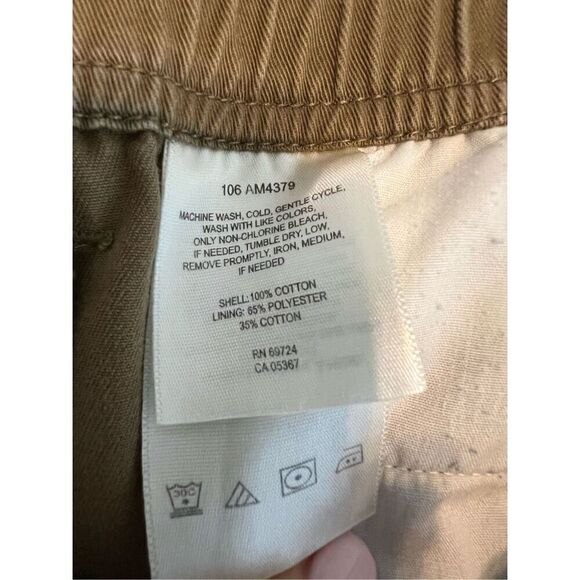 106 AM4379
MACHINE WASH, COLD, GENTLE CYCLE,
WASH WITH LIKE COLORS,
ONLY NON-CHLORINE BLEACH,
IF NEEDED, TUMBLE DRY, LOW,
REMOVE PROMPTLY, IRON, MEDIUM,
IF NEEDED
SHELL: 100% COTTON
LINING: 65% POLYESTER
35% COTTON
RN 69724
CA 05367
30C